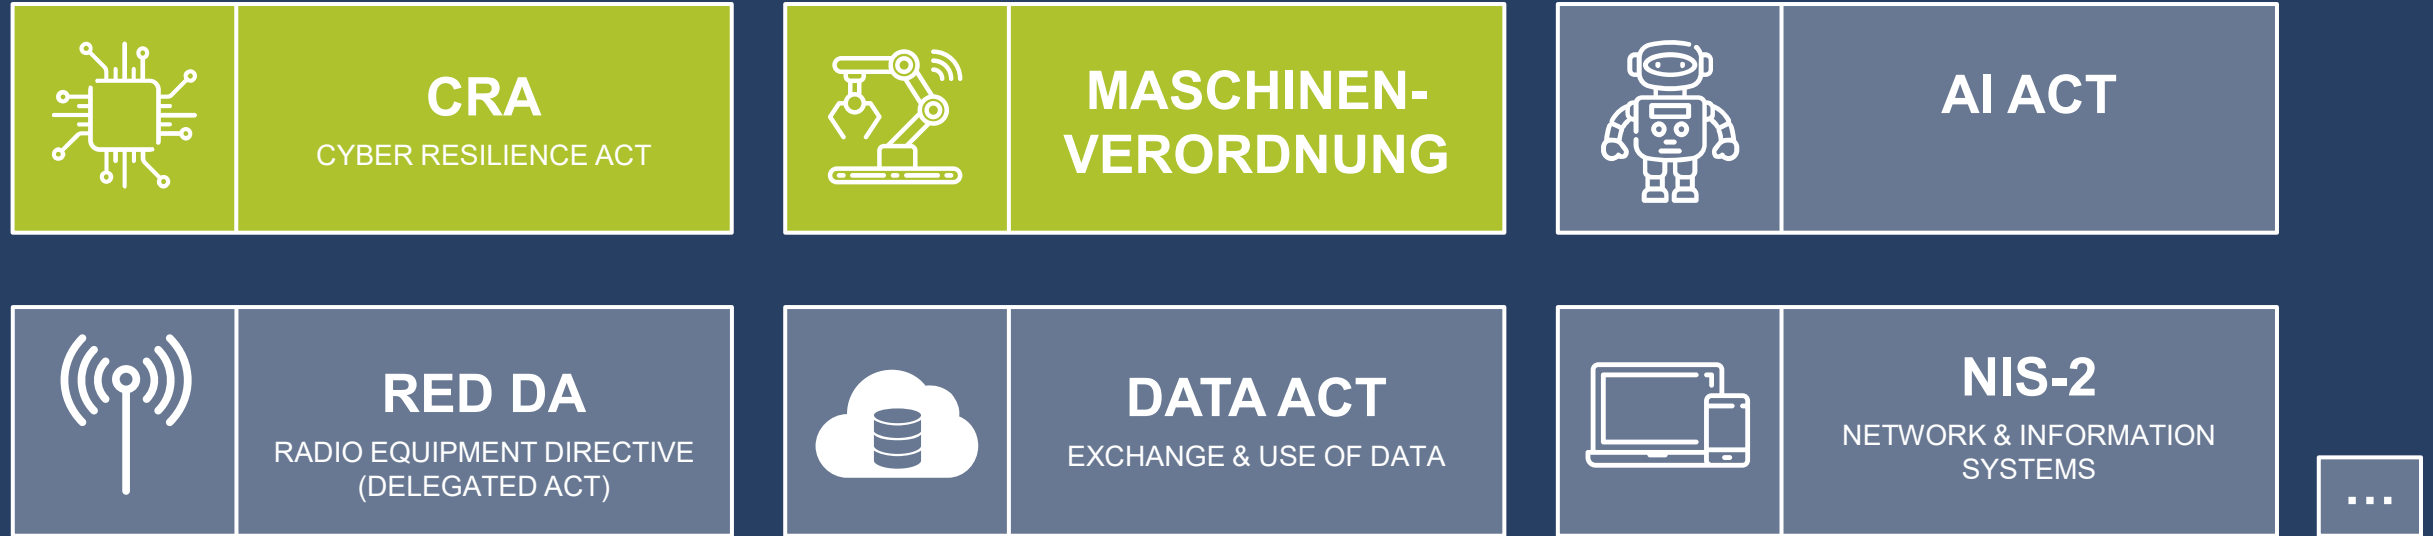 CRA
CYBER RESILIENCE ACT
MASCHINEN-
VERORDNUNG
AI ACT
RED DA
RADIO EQUIPMENT DIRECTIVE
(DELEGATED ACT)
DATA ACT
EXCHANGE & USE OF DATA
NIS-2
NETWORK & INFORMATION
SYSTEMS
...